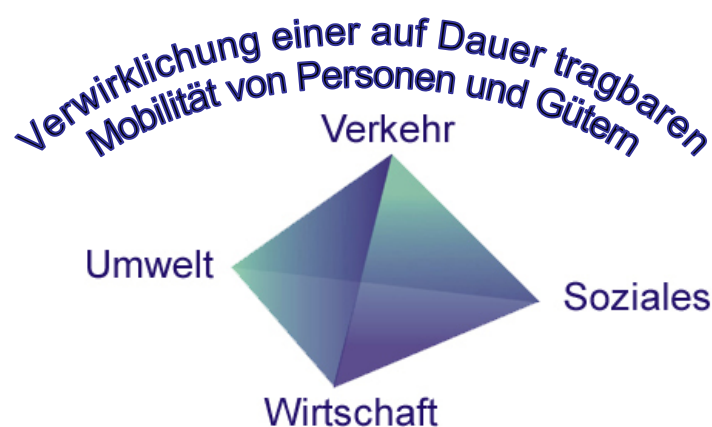 Verwirklichung einer auf Dauer tragbaren
Mobilität von Personen und Gütern
Verkehr
Umwelt
Soziales
Wirtschaft